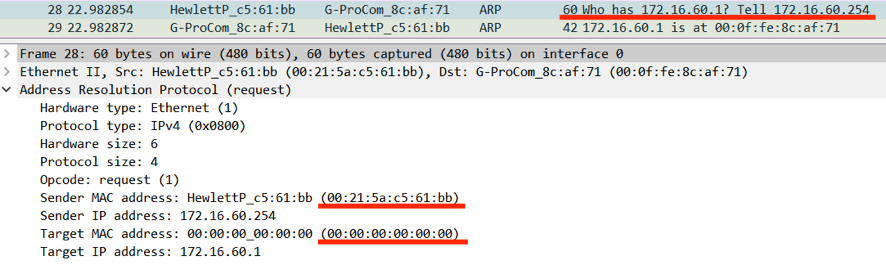 28 22.982854 HewlettP_c5:61:bb G-ProCom_8c:af:71 ARP 60 Who has 172.16.60.1? Tell 172.16.60.254
29 22.982872 G-ProCom_8c:af:71 HewlettP_c5:61:bb ARP 42 172.16.60.1 is at 00:0f:fe:8c:af:71
Frame 28: 60 bytes on wire (480 bits), 60 bytes captured (480 bits) on interface 0
Ethernet II, Src: HewlettP_c5:61:bb (00:21:5a:c5:61:bb), Dst: G-ProCom_8c:af:71 (00:0f:fe:8c:af:71)
Address Resolution Protocol (request)
Hardware type: Ethernet (1)
Protocol type: IPv4 (0x0800)
Hardware size: 6
Protocol size: 4
Opcode: request (1)
Sender MAC address: HewlettP_c5:61:bb (00:21:5a:c5:61:bb)
Sender IP address: 172.16.60.254
Target MAC address: 00:00:00_00:00:00 (00:00:00:00:00:00)
Target IP address: 172.16.60.1